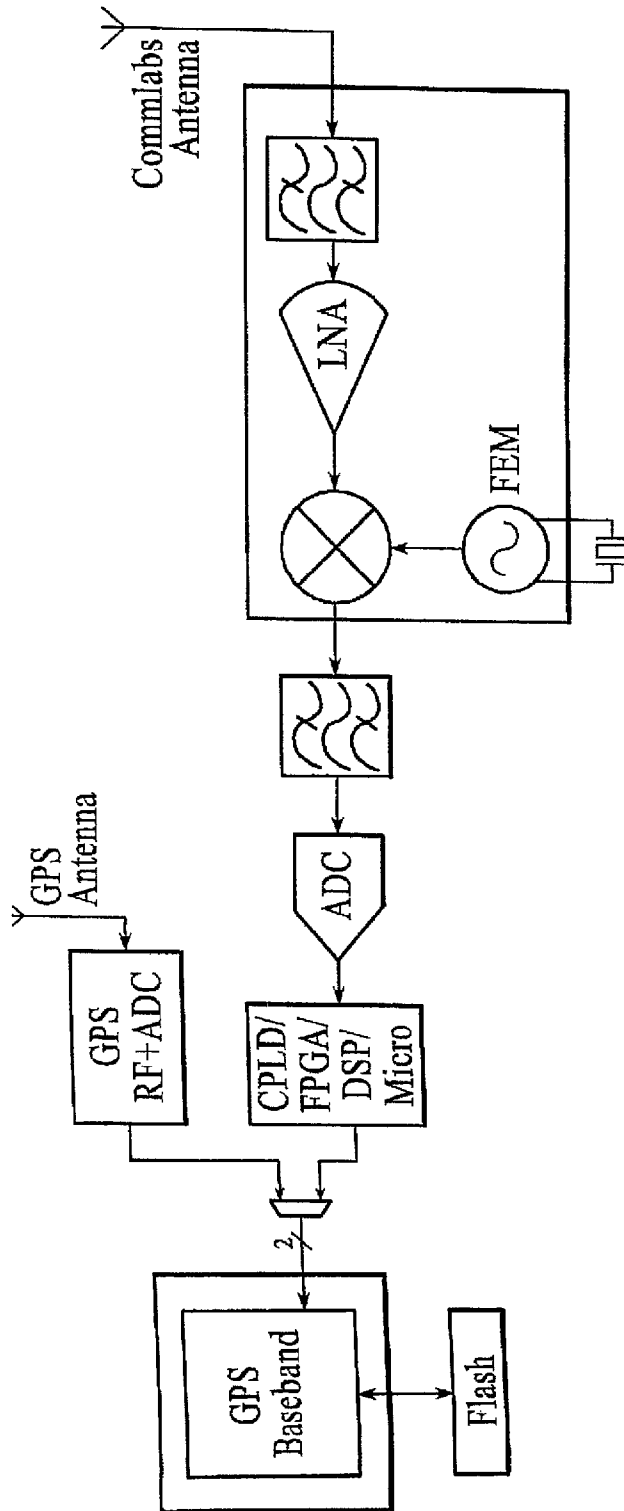 Commlabs
Antenna
LNA
FEM
GPS
Antenna
GPS
RF+ADC
ADC
CPLD/
FPGA/
DSP/
Micro
2
GPS
Baseband
Flash